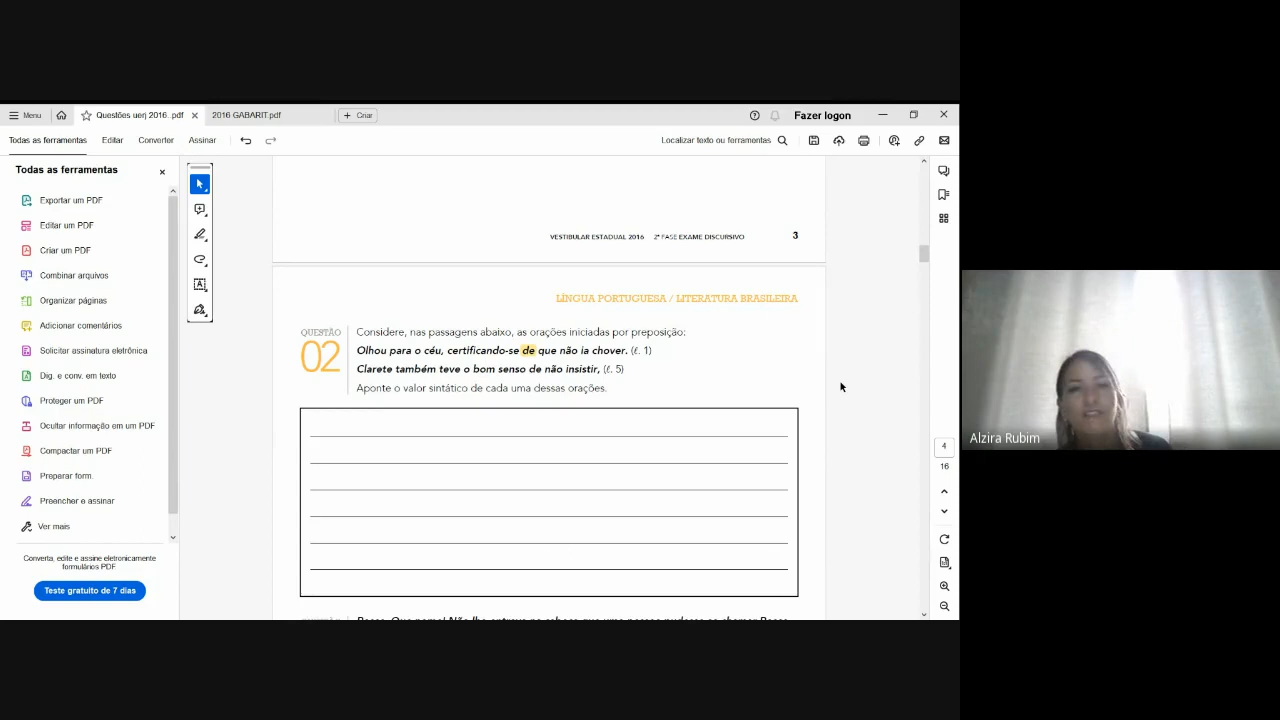 Menu
Questões uerj 2016..pdf
2016 GABARIT.pdf
Criar
Fazer logon
Todas as ferramentas
Editar
Converter
Assinar
Localizar texto ou ferramentas
Todas as ferramentas
Exportar um PDF
Editar um PDF
Criar um PDF
Combinar arquivos
Organizar páginas
Adicionar comentários
Solicitar assinatura eletrônica
Dig. e conv. em texto
Proteger um PDF
Ocultar informação em um PDF
Compactar um PDF
Preparar form.
Preencher e assinar
Ver mais
Converta, edite e assine eletronicamente
formulários PDF
Teste gratuito de 7 dias
VESTIBULAR ESTADUAL 2016 2ª FASE EXAME DISCURSIVO 3
LÍNGUA PORTUGUESA / LITERATURA BRASILEIRA
QUESTÃO
02
Considere, nas passagens abaixo, as orações iniciadas por preposição:
Olhou para o céu, certificando-se de que não ia chover. (ℓ. 1)
Clarete também teve o bom senso de não insistir, (ℓ. 5)
Aponte o valor sintático de cada uma dessas orações.
4
16
Alzira Rubim